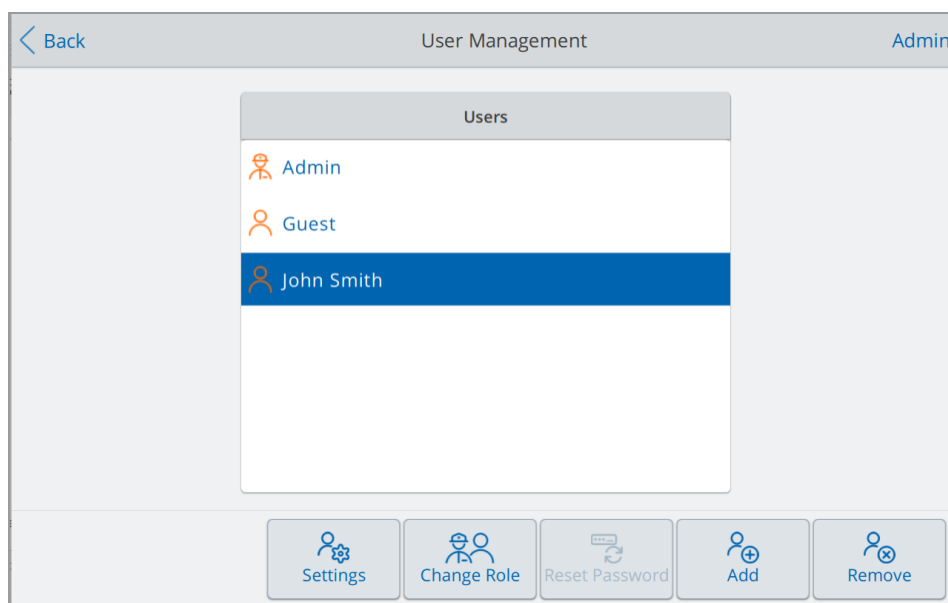 Back
User Management
Admin
Users
Admin
Guest
John Smith
Settings
Change Role
Reset Password
Add
Remove